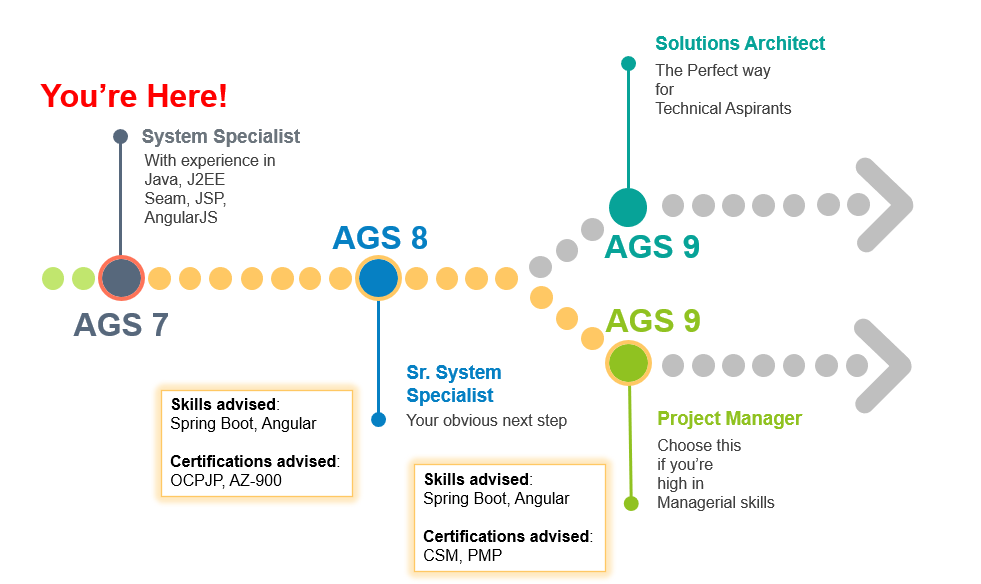 You're Here!
System Specialist
With experience in
Java, J2EE
Seam, JSP,
AngularJS
AGS 7
AGS 8
Sr. System
Specialist
Your obvious next step
Skills advised:
Spring Boot, Angular
Certifications advised:
OCPJP, AZ-900
Solutions Architect
The Perfect way
for
Technical Aspirants
AGS 9
AGS 9
Project Manager
Choose this
if you're
high in
Managerial skills
Skills advised:
Spring Boot, Angular
Certifications advised:
CSM, PMP